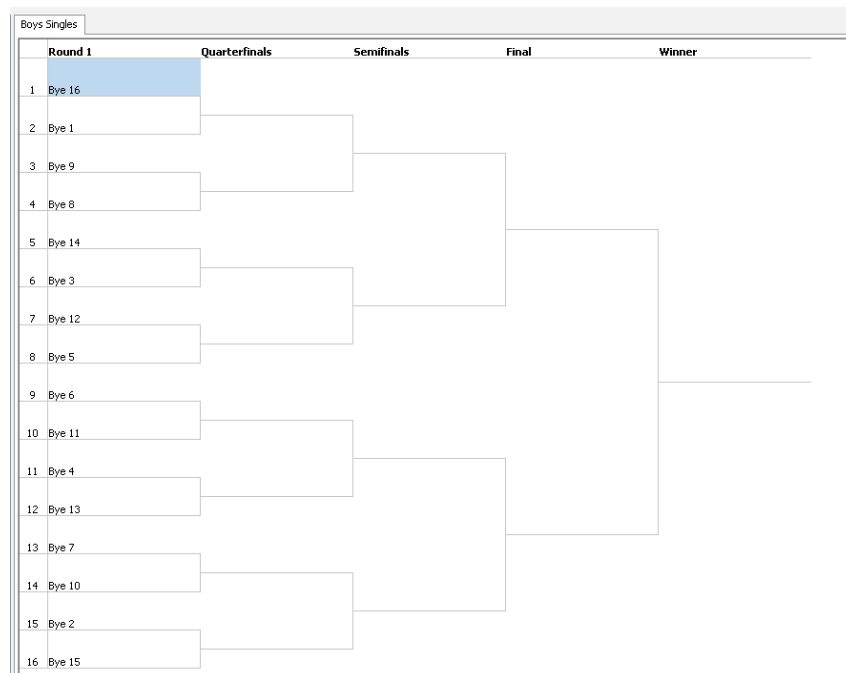 Boys Singles
Round 1 Quarterfinals Semifinals Final Winner
1 Bye 16
2 Bye 1
3 Bye 9
4 Bye 8
5 Bye 14
6 Bye 3
7 Bye 12
8 Bye 5
9 Bye 6
10 Bye 11
11 Bye 4
12 Bye 13
13 Bye 7
14 Bye 10
15 Bye 2
16 Bye 15